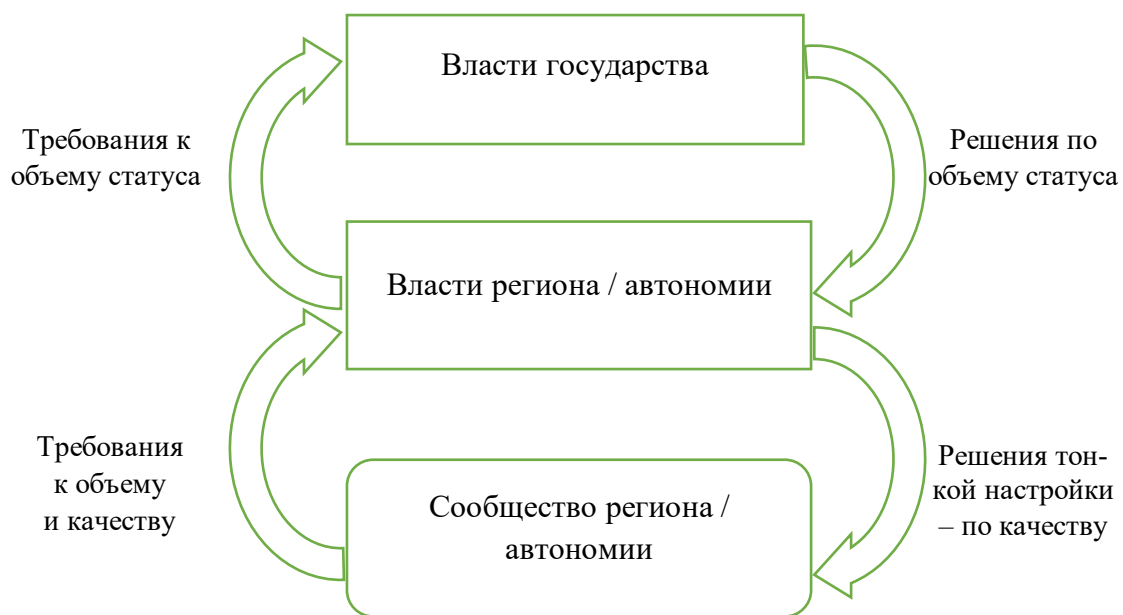 Власти государства
Требования к
объему статуса
Решения по
объему статуса
Власти региона / автономии
Требования
к объему
и качеству
Решения тон-
кой настройки
– по качеству
Сообщество региона /
автономии